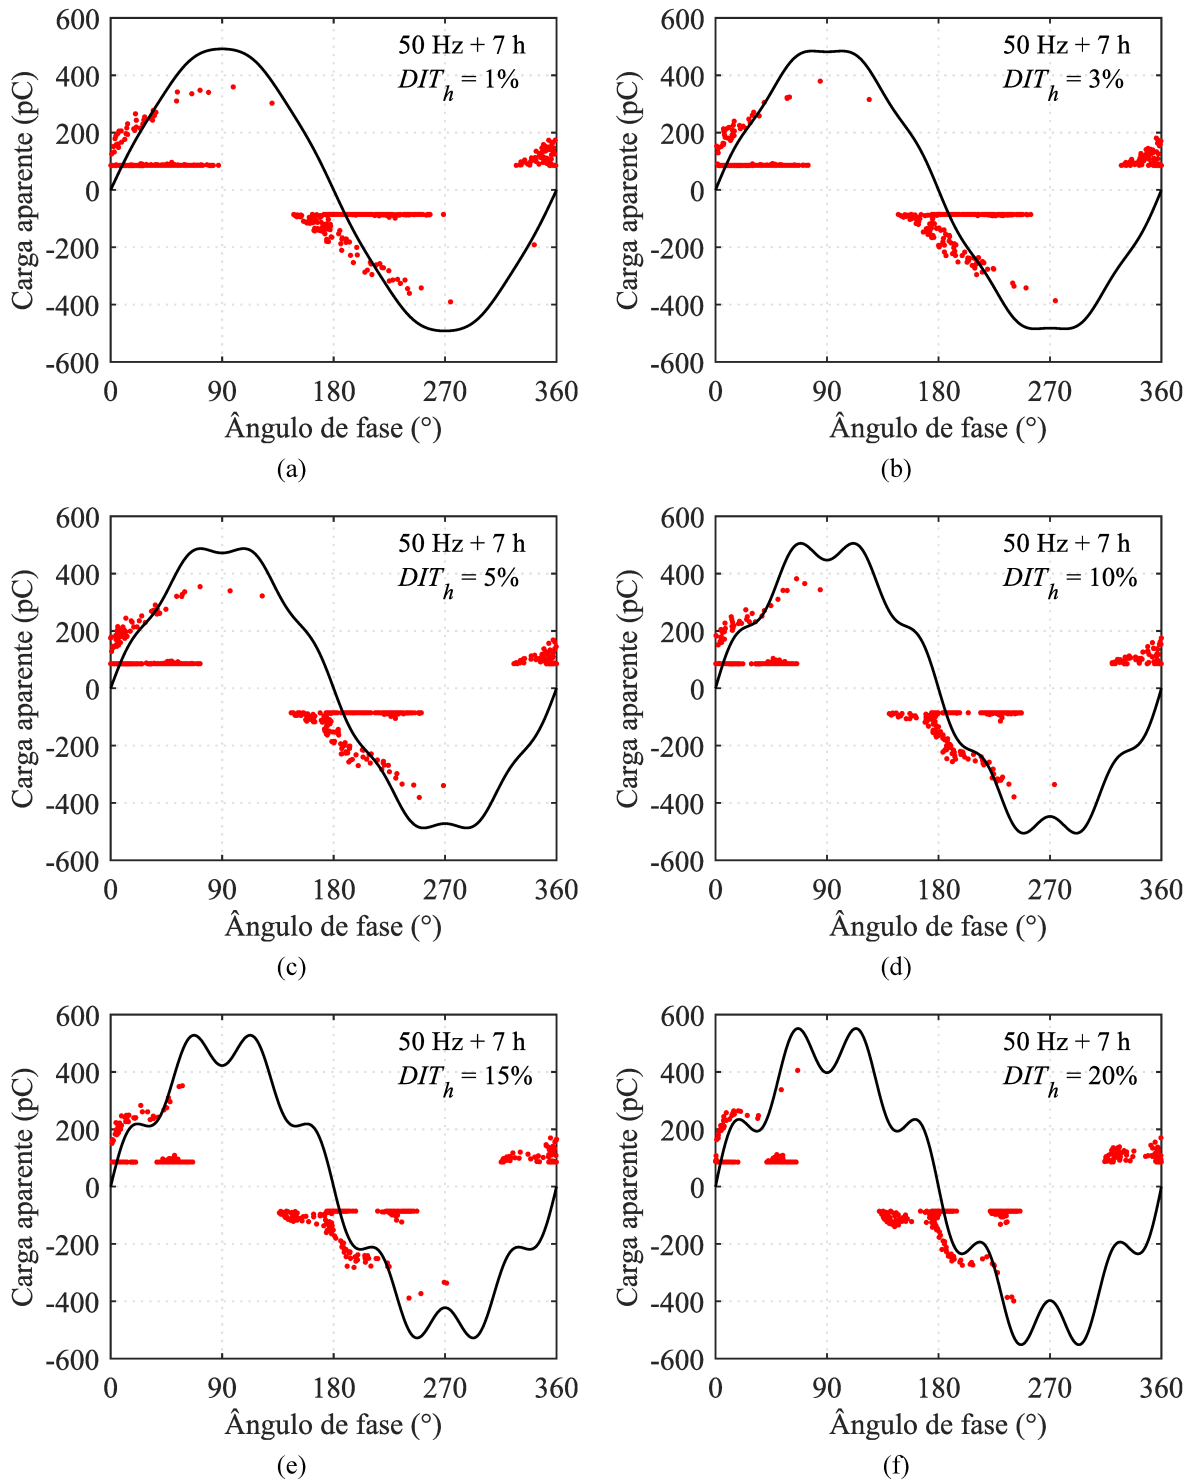 600
400
200
0
-200
-400
-600
Carga aparente (pC)
50 Hz + 7 h
DIT_h = 1%
0 90 180 270 360
Ângulo de fase (°)
(a)
600
400
200
0
-200
-400
-600
Carga aparente (pC)
50 Hz + 7 h
DIT_h = 3%
0 90 180 270 360
Ângulo de fase (°)
(b)
600
400
200
0
-200
-400
-600
Carga aparente (pC)
50 Hz + 7 h
DIT_h = 5%
0 90 180 270 360
Ângulo de fase (°)
(c)
600
400
200
0
-200
-400
-600
Carga aparente (pC)
50 Hz + 7 h
DIT_h = 10%
0 90 180 270 360
Ângulo de fase (°)
(d)
600
400
200
0
-200
-400
-600
Carga aparente (pC)
50 Hz + 7 h
DIT_h = 15%
0 90 180 270 360
Ângulo de fase (°)
(e)
600
400
200
0
-200
-400
-600
Carga aparente (pC)
50 Hz + 7 h
DIT_h = 20%
0 90 180 270 360
Ângulo de fase (°)
(f)